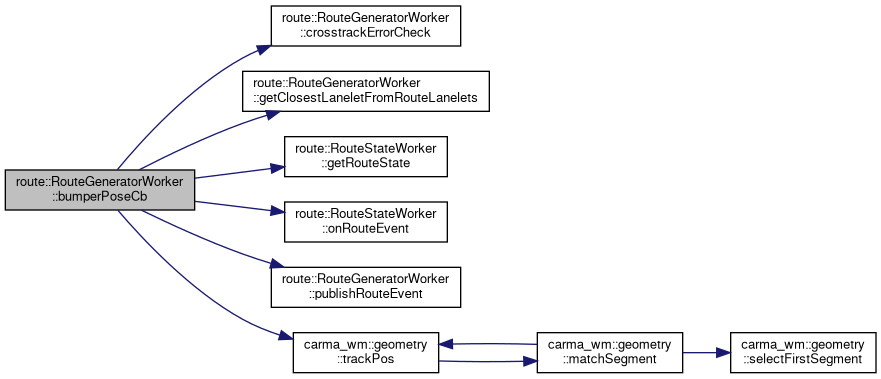 route::RouteGeneratorWorker
::crosstrackErrorCheck
route::RouteGeneratorWorker
::getClosestLaneletFromRouteLanelets
route::RouteStateWorker
::getRouteState
route::RouteGeneratorWorker
::bumperPoseCb
route::RouteStateWorker
::onRouteEvent
route::RouteGeneratorWorker
::publishRouteEvent
carma_wm::geometry
::trackPos
carma_wm::geometry
::matchSegment
carma_wm::geometry
::selectFirstSegment